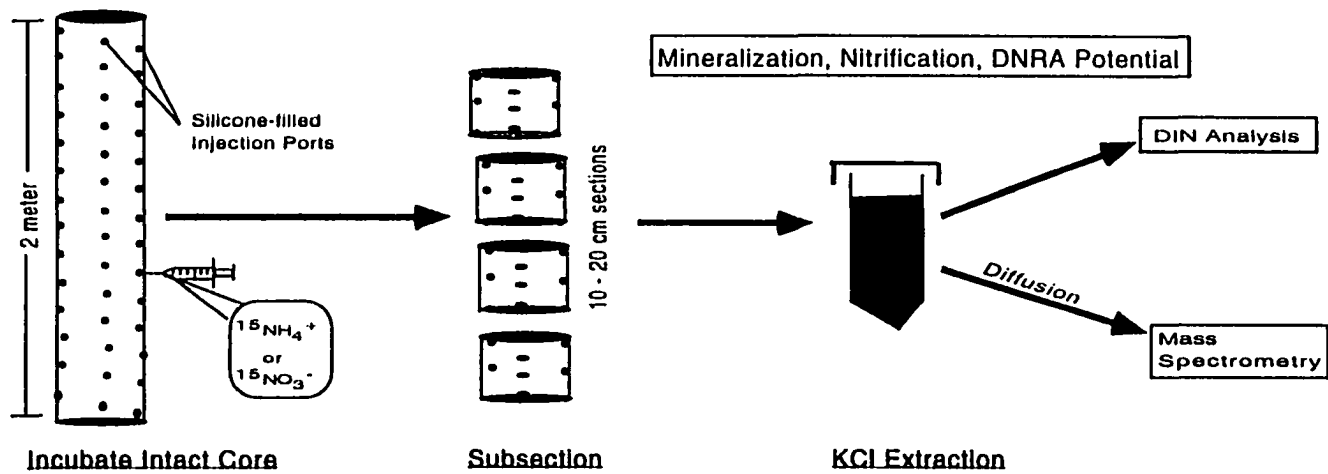 Mineralization, Nitrification, DNRA Potential
Silicone-filled
Injection Ports
2 meter
15NH4+
or
15NO3-
10 - 20 cm sections
DIN Analysis
Diffusion
Mass
Spectrometry
Incubate Intact Core
Subsection
KCl Extraction